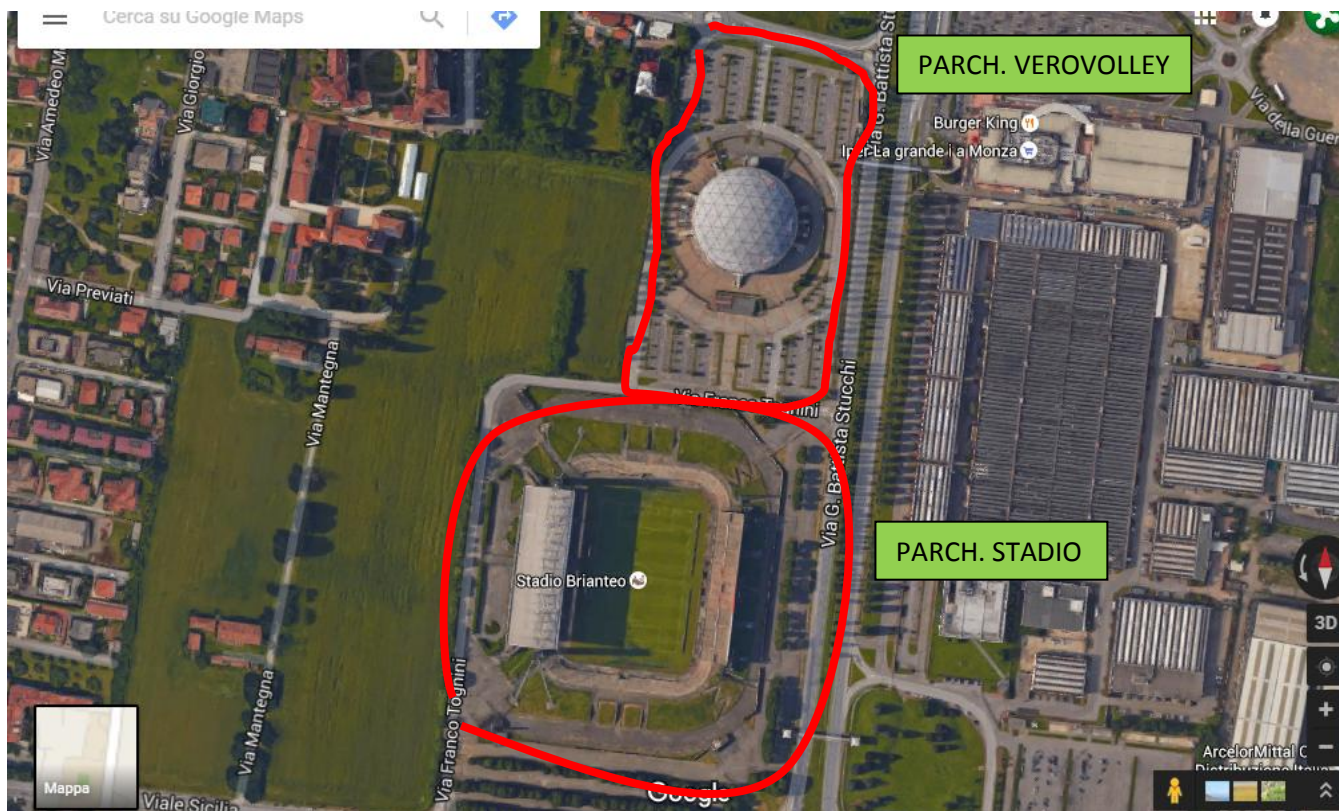 Cerca su Google Maps
PARCH. VEROVOLLEY
Via Amedeo M
Via Giorgio
Via G. Battista Stu
Burger King
Iper La grande i a Monza
Via della Guer
Via Previati
Via Mantegna
Via Franco Tognini
Via G. Battista Stucchi
PARCH. STADIO
Stadio Brianteo
3D
Via Franco Tognini
Via Mantegna
Mappa
Viale Sicilia
Google
ArcelorMittal C